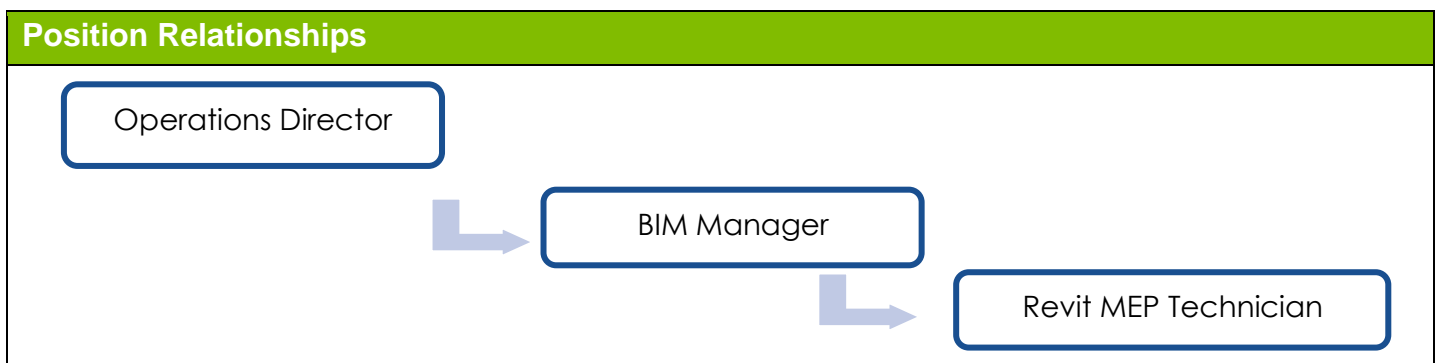 Position Relationships
Operations Director
BIM Manager
Revit MEP Technician